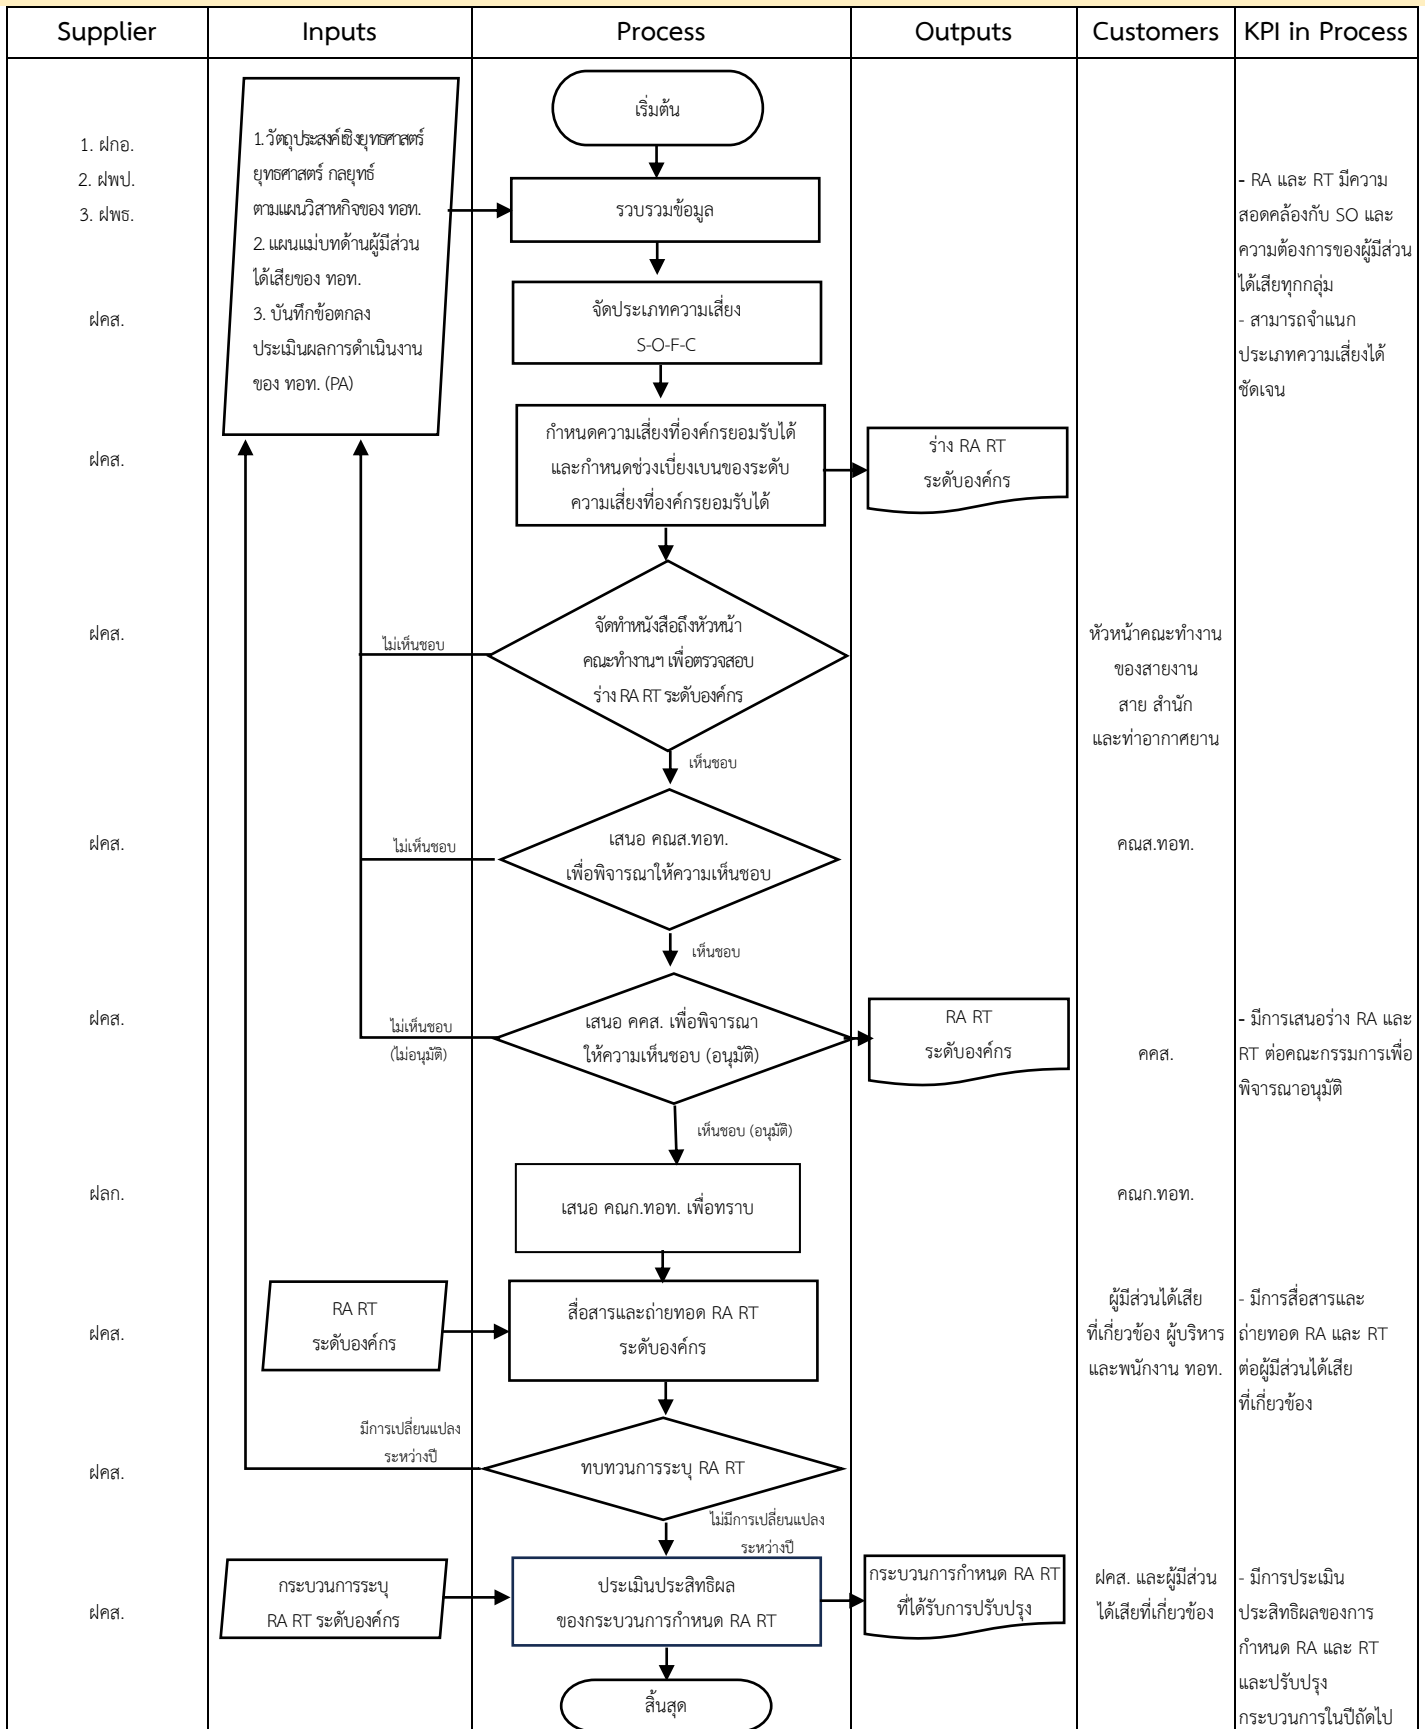 Supplier
Inputs
Process
Outputs
Customers
KPI in Process
เริ่มต้น
1. ฝกอ.
2. ฝพป.
3. ฝพธ.
1. วัตถุประสงค์เชิงยุทธศาสตร์
ยุทธศาสตร์ กลยุทธ์
ตามแผนวิสาหกิจของ ทอท.
2. แผนแม่บทด้านผู้มีส่วน
ได้เสียของ ทอท.
3. บันทึกข้อตกลง
ประเมินผลการดำเนินงาน
ของ ทอท. (PA)
รวบรวมข้อมูล
- RA และ RT มีความ
สอดคล้องกับ SO และ
ความต้องการของผู้มีส่วน
ได้เสียทุกกลุ่ม
- สามารถจำแนก
ประเภทความเสี่ยงได้
ชัดเจน
ฝคส.
จัดประเภทความเสี่ยง
S-O-F-C
ฝคส.
กำหนดความเสี่ยงที่องค์กรยอมรับได้
และกำหนดช่วงเบี่ยงเบนของระดับ
ความเสี่ยงที่องค์กรยอมรับได้
ร่าง RA RT
ระดับองค์กร
ฝคส.
ไม่เห็นชอบ
จัดทำหนังสือถึงหัวหน้า
คณะทำงานฯ เพื่อตรวจสอบ
ร่าง RA RT ระดับองค์กร
หัวหน้าคณะทำงาน
ของสายงาน
สาย สำนัก
และท่าอากาศยาน
เห็นชอบ
ฝคส.
ไม่เห็นชอบ
เสนอ คณส.ทอท.
เพื่อพิจารณาให้ความเห็นชอบ
คณส.ทอท.
เห็นชอบ
ฝคส.
ไม่เห็นชอบ
(ไม่อนุมัติ)
เสนอ คคส. เพื่อพิจารณา
ให้ความเห็นชอบ (อนุมัติ)
RA RT
ระดับองค์กร
คคส.
- มีการเสนอร่าง RA และ
RT ต่อคณะกรรมการเพื่อ
พิจารณาอนุมัติ
เห็นชอบ (อนุมัติ)
ฝลก.
เสนอ คณก.ทอท. เพื่อทราบ
คณก.ทอท.
ฝคส.
RA RT
ระดับองค์กร
สื่อสารและถ่ายทอด RA RT
ระดับองค์กร
ผู้มีส่วนได้เสีย
ที่เกี่ยวข้อง ผู้บริหาร
และพนักงาน ทอท.
- มีการสื่อสารและ
ถ่ายทอด RA และ RT
ต่อผู้มีส่วนได้เสีย
ที่เกี่ยวข้อง
มีการเปลี่ยนแปลง
ระหว่างปี
ฝคส.
ทบทวนการระบุ RA RT
ไม่มีการเปลี่ยนแปลง
ระหว่างปี
ฝคส.
กระบวนการระบุ
RA RT ระดับองค์กร
ประเมินประสิทธิผล
ของกระบวนการกำหนด RA RT
กระบวนการกำหนด RA RT
ที่ได้รับการปรับปรุง
ฝคส. และผู้มีส่วน
ได้เสียที่เกี่ยวข้อง
- มีการประเมิน
ประสิทธิผลของการ
กำหนด RA และ RT
และปรับปรุง
กระบวนการในปีถัดไป
สิ้นสุด